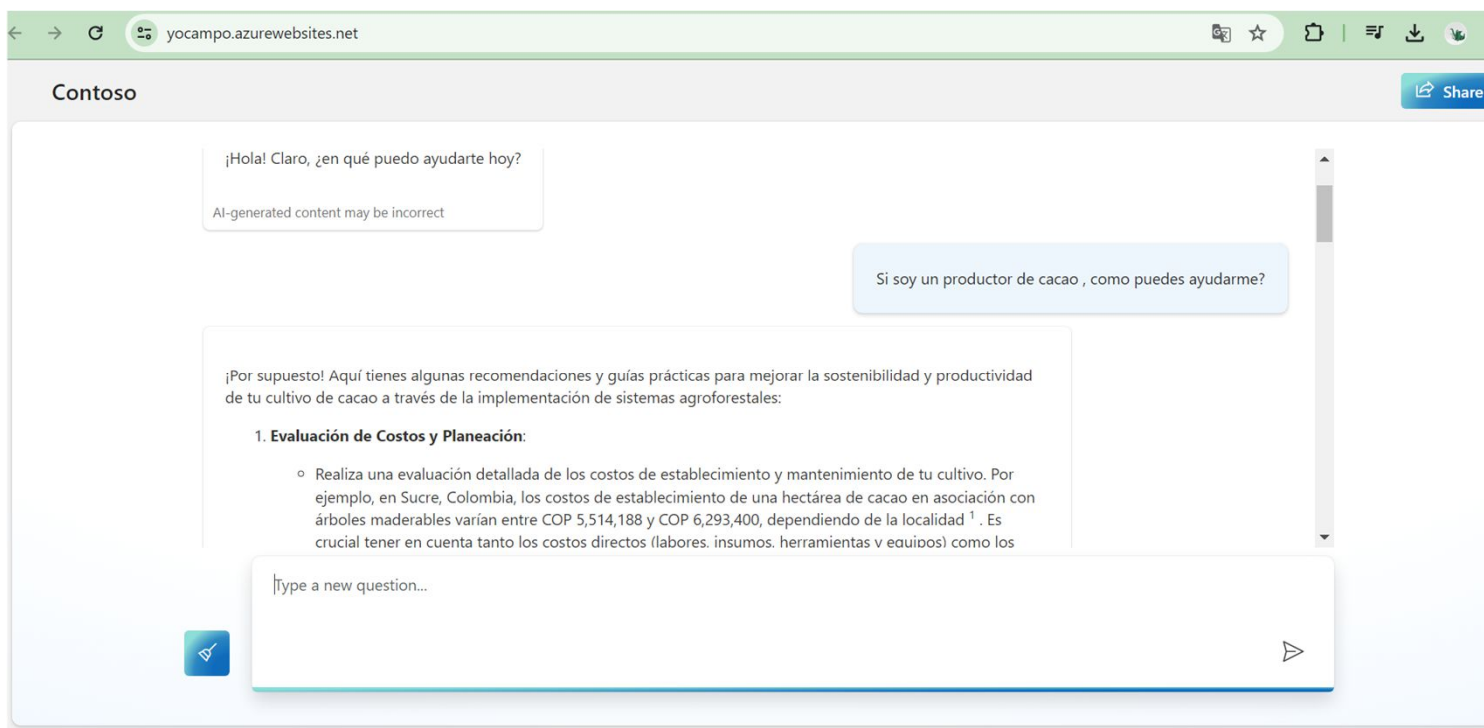 yocampo.azurewebsites.net
Contoso
Share
¡Hola! Claro, ¿en qué puedo ayudarte hoy?
AI-generated content may be incorrect
Si soy un productor de cacao , como puedes ayudarme?
¡Por supuesto! Aquí tienes algunas recomendaciones y guías prácticas para mejorar la sostenibilidad y productividad
de tu cultivo de cacao a través de la implementación de sistemas agroforestales:
1. Evaluación de Costos y Planeación:
Realiza una evaluación detallada de los costos de establecimiento y mantenimiento de tu cultivo. Por
ejemplo, en Sucre, Colombia, los costos de establecimiento de una hectárea de cacao en asociación con
árboles maderables varían entre COP 5,514,188 y COP 6,293,400, dependiendo de la localidad 1 . Es
crucial tener en cuenta tanto los costos directos (labores, insumos, herramientas y equipos) como los
Type a new question...